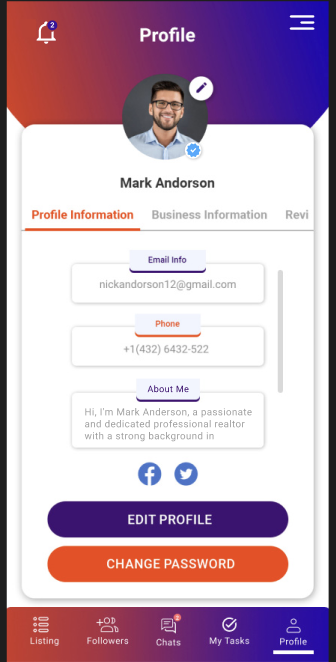 2
Profile
Mark Andorson
Profile Information Business Information Revi
Email Info
nickandorson12@gmail.com
Phone
+1(432) 6432-522
About Me
Hi, I'm Mark Anderson, a passionate
and dedicated professional realtor
with a strong background in
EDIT PROFILE
CHANGE PASSWORD
Listing Followers Chats My Tasks Profile